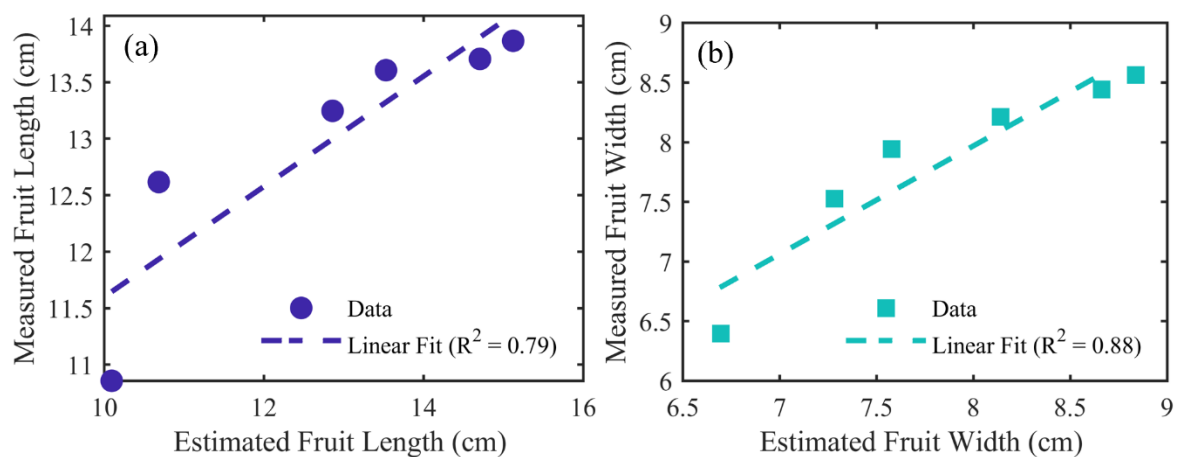 (a)
Measured Fruit Length (cm)
14
13.5
13
12.5
12
11.5
11
10
12
14
16
Data
Linear Fit (R² = 0.79)
Estimated Fruit Length (cm)
(b)
Measured Fruit Width (cm)
9
8.5
8
7.5
7
6.5
6
6.5
7
7.5
8
8.5
9
Data
Linear Fit (R² = 0.88)
Estimated Fruit Width (cm)